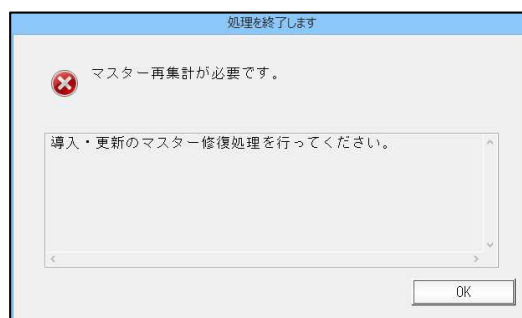 処理を終了します
マスター再集計が必要です。
導入・更新のマスター修復処理を行ってください。
OK